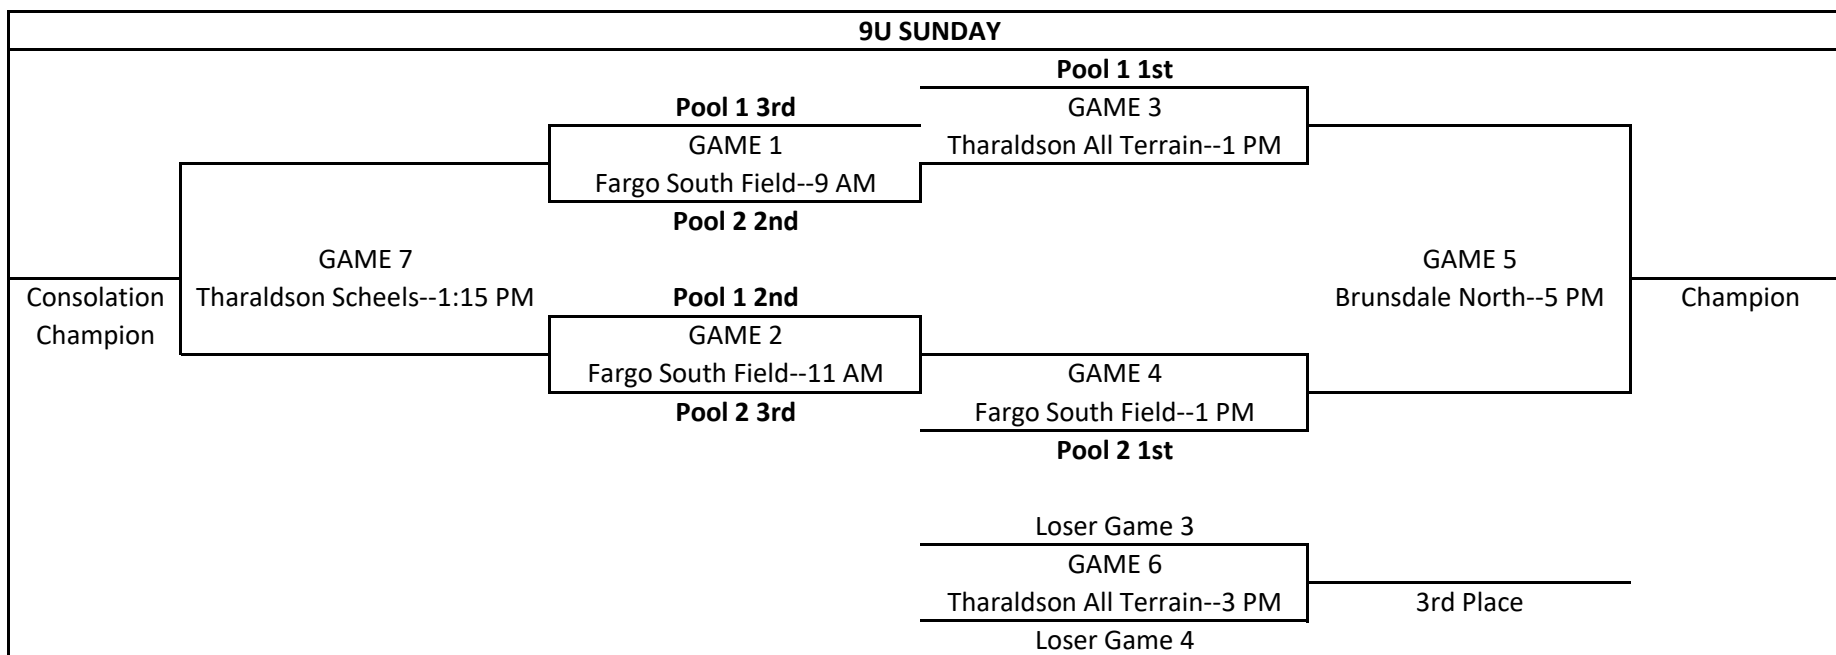 9U SUNDAY
Pool 1 1st
Pool 1 3rd
GAME 3
GAME 1
Tharaldson All Terrain--1 PM
Fargo South Field--9 AM
Pool 2 2nd
GAME 7
GAME 5
Consolation
Tharaldson Scheels--1:15 PM
Pool 1 2nd
Brunsdale North--5 PM
Champion
Champion
GAME 2
Fargo South Field--11 AM
GAME 4
Pool 2 3rd
Fargo South Field--1 PM
Pool 2 1st
Loser Game 3
GAME 6
Tharaldson All Terrain--3 PM
3rd Place
Loser Game 4